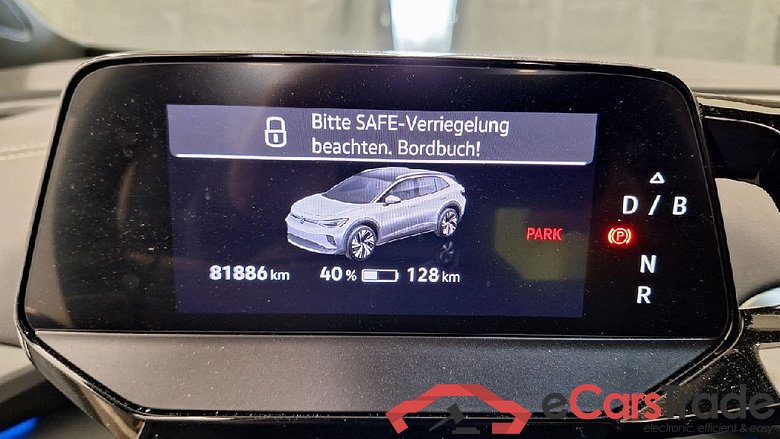 Bitte SAFE-Verriegelung
beachten. Bordbuch!
D / B
PARK
(P)
81886 km
40 %
128 km
N
R
eCarsTrade
electronic, efficient & easy